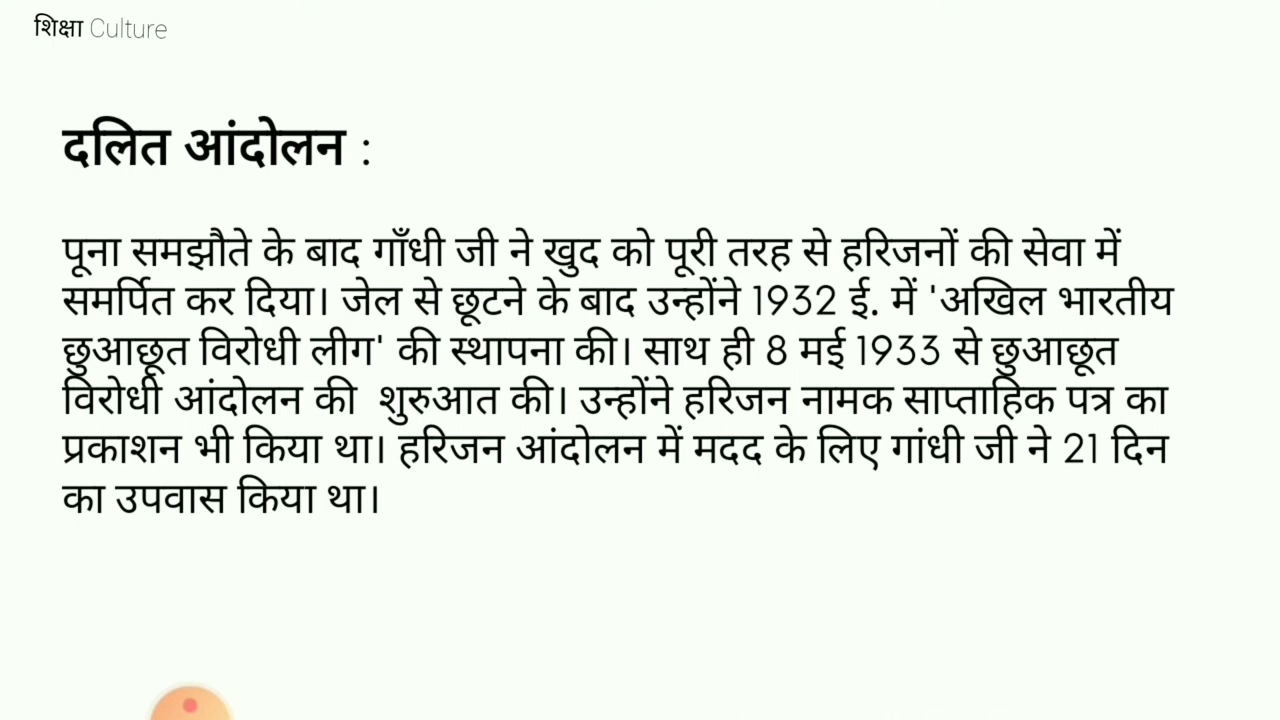 शिक्षा Culture
दलित आंदोलन :
पूना समझौते के बाद गाँधी जी ने खुद को पूरी तरह से हरिजनों की सेवा में
समर्पित कर दिया। जेल से छूटने के बाद उन्होंने 1932 ई. में 'अखिल भारतीय
छुआछूत विरोधी लीग' की स्थापना की। साथ ही 8 मई 1933 से छुआछूत
विरोधी आंदोलन की शुरुआत की। उन्होंने हरिजन नामक साप्ताहिक पत्र का
प्रकाशन भी किया था। हरिजन आंदोलन में मदद के लिए गांधी जी ने 21 दिन
का उपवास किया था।